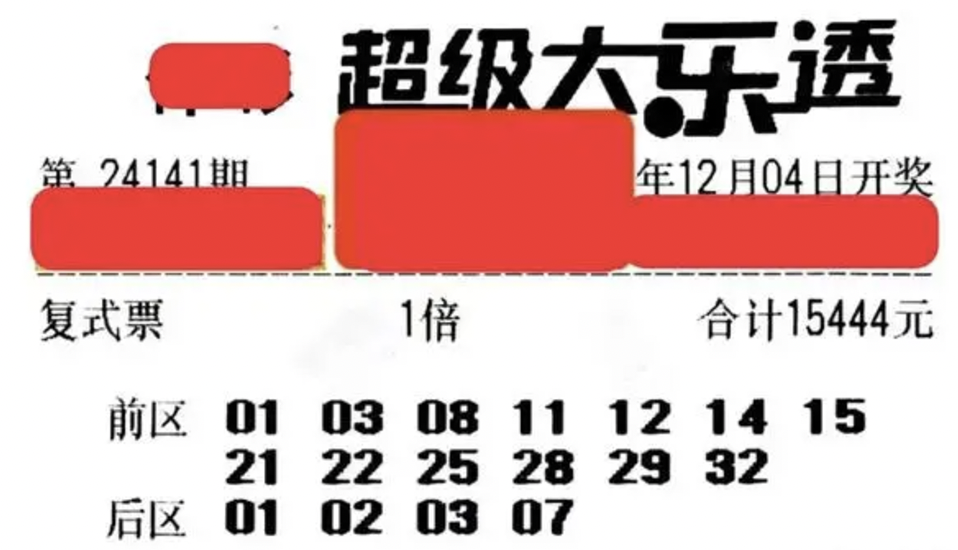 超级大乐透
第 24141期 年12月04日开奖
复式票 1倍 合计15444元
前区 01 03 08 11 12 14 15
21 22 25 28 29 32
后区 01 02 03 07